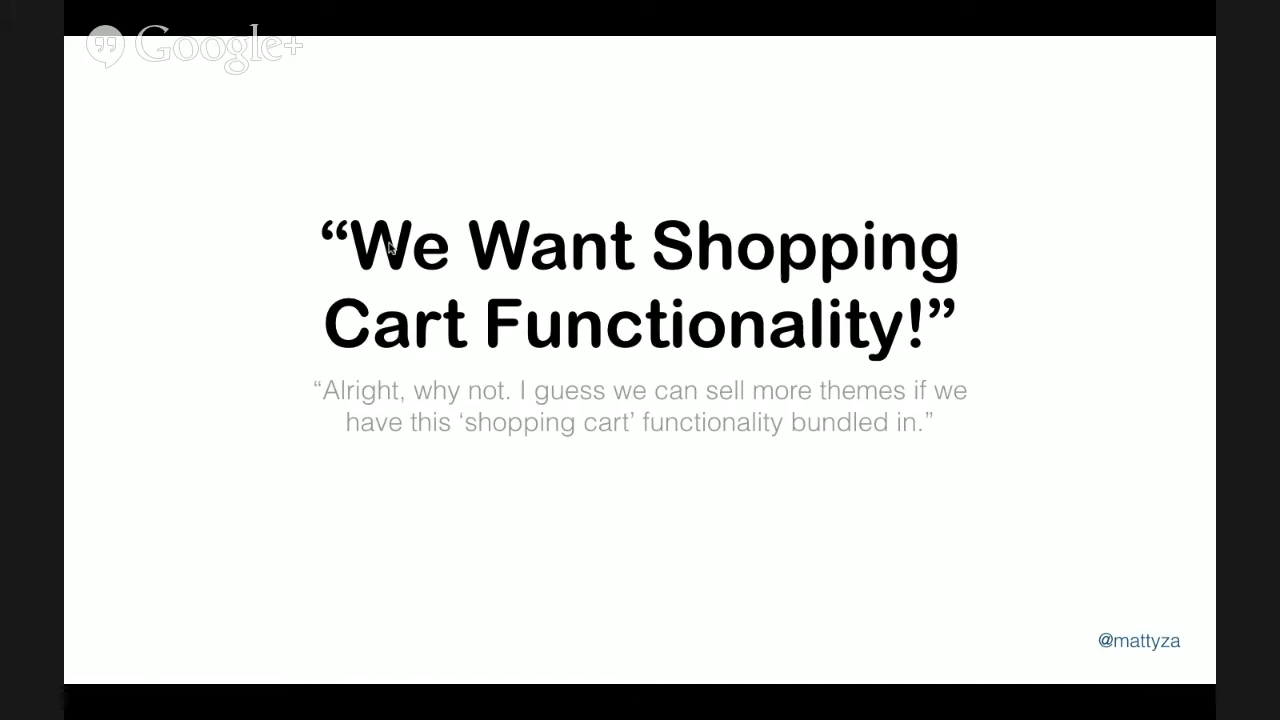 Google+
“We Want Shopping
Cart Functionality!”
“Alright, why not. I guess we can sell more themes if we
have this ‘shopping cart’ functionality bundled in.”
@mattyza